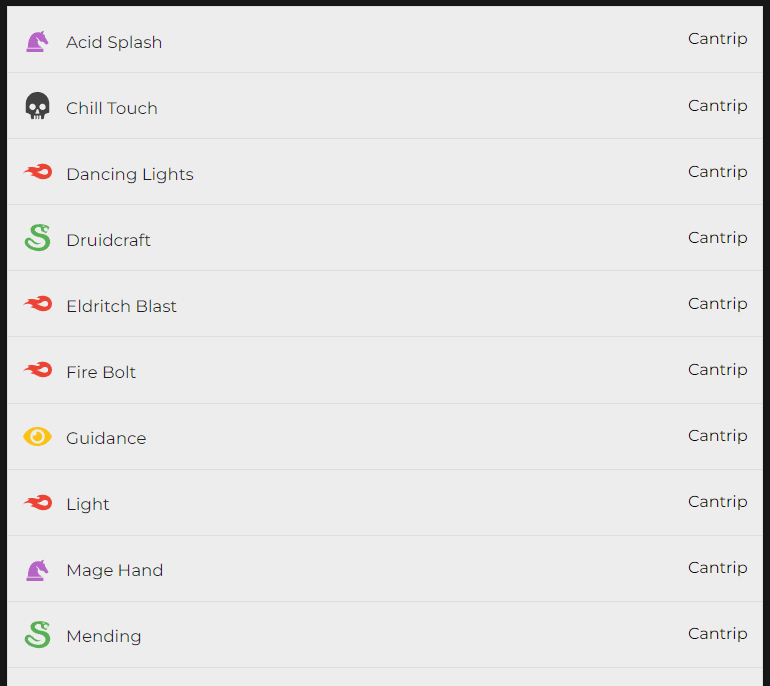 Acid Splash Cantrip
Chill Touch Cantrip
Dancing Lights Cantrip
Druidcraft Cantrip
Eldritch Blast Cantrip
Fire Bolt Cantrip
Guidance Cantrip
Light Cantrip
Mage Hand Cantrip
Mending Cantrip